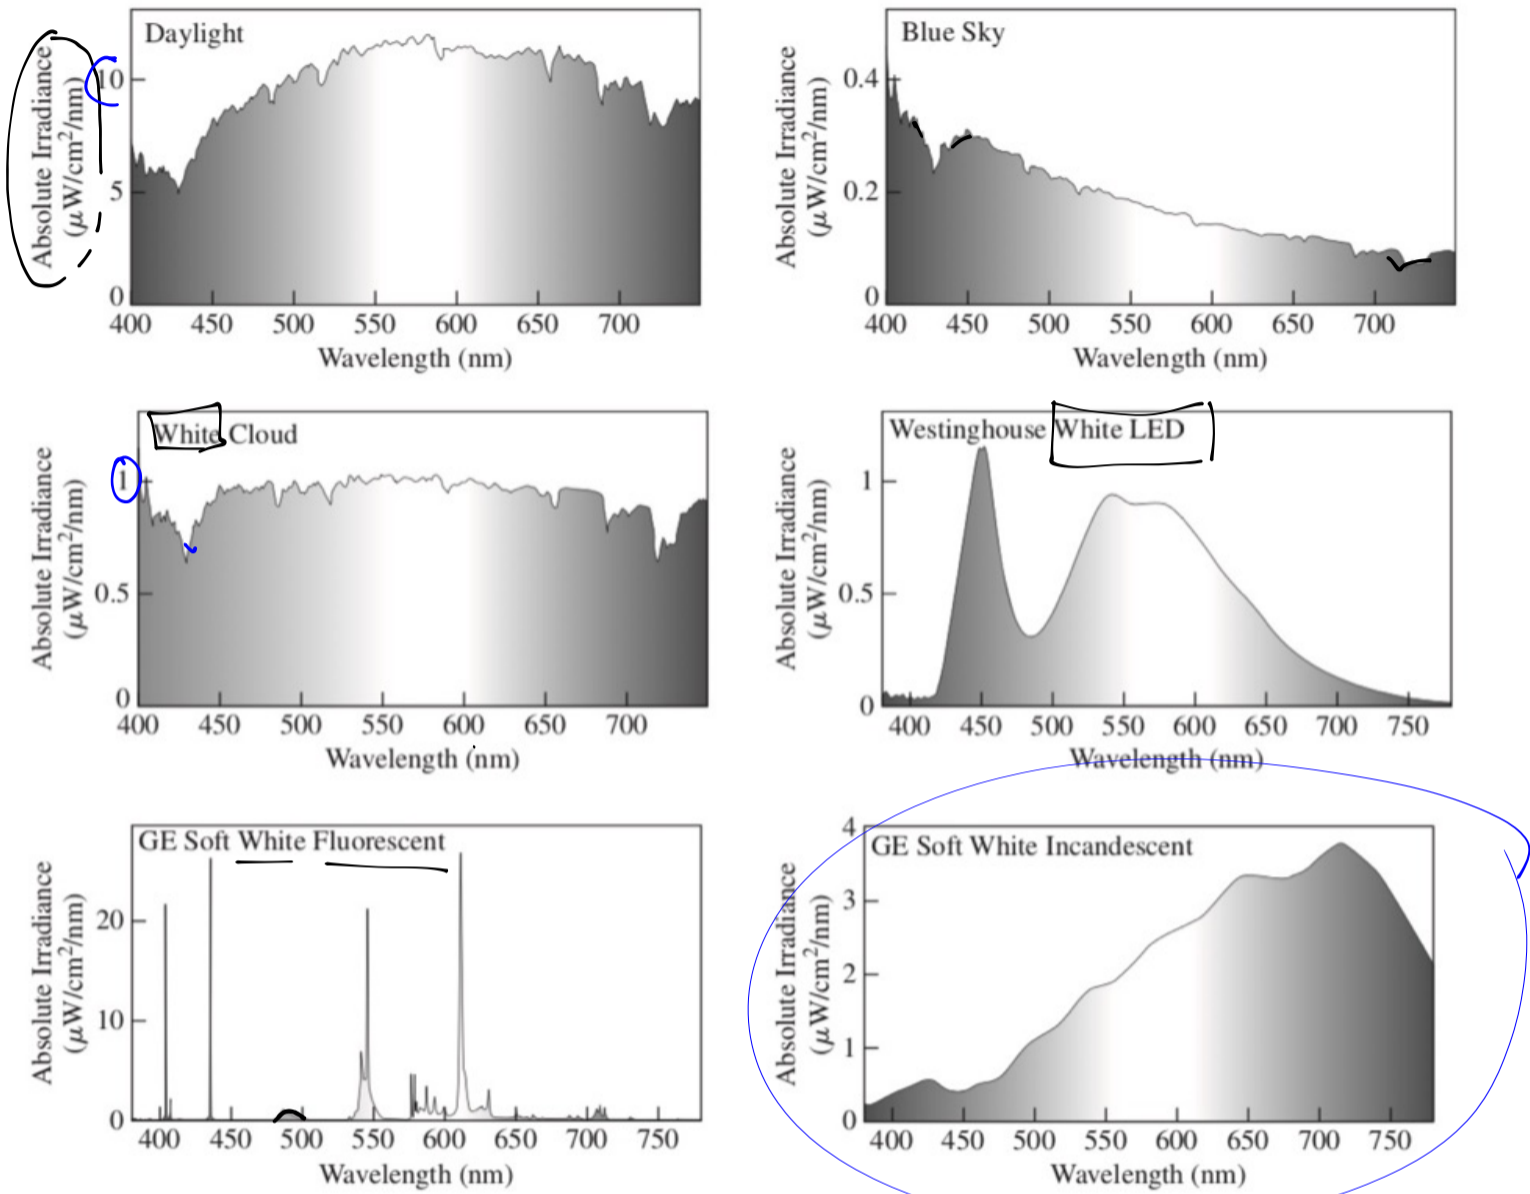 Daylight
Absolute Irradiance
(μW/cm²/nm)
10
5
0
400 450 500 550 600 650 700
Wavelength (nm)
Blue Sky
Absolute Irradiance
(μW/cm²/nm)
0.4
0.2
0
400 450 500 550 600 650 700
Wavelength (nm)
White Cloud
Absolute Irradiance
(μW/cm²/nm)
1
0.5
0
400 450 500 550 600 650 700
Wavelength (nm)
Westinghouse White LED
Absolute Irradiance
(μW/cm²/nm)
1
0.5
0
400 450 500 550 600 650 700 750
Wavelength (nm)
GE Soft White Fluorescent
Absolute Irradiance
(μW/cm²/nm)
20
10
0
400 450 500 550 600 650 700 750
Wavelength (nm)
GE Soft White Incandescent
Absolute Irradiance
(μW/cm²/nm)
4
3
2
1
0
400 450 500 550 600 650 700 750
Wavelength (nm)